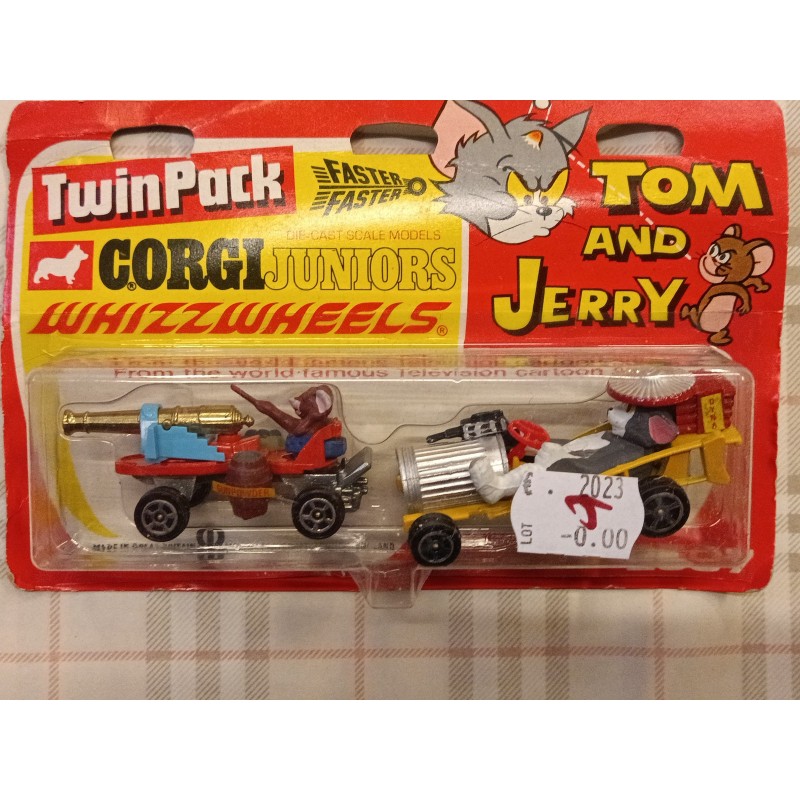 TwinPack
FASTER
FASTER
DIE-CAST SCALE MODELS
CORGI JUNIORS
®
WHIZZWHEELS®
TOM
AND
JERRY
From the world-famous Television cartoon
GUNPOWDER
MADE IN GREAT BRITAIN
LOT
2023
-0.00